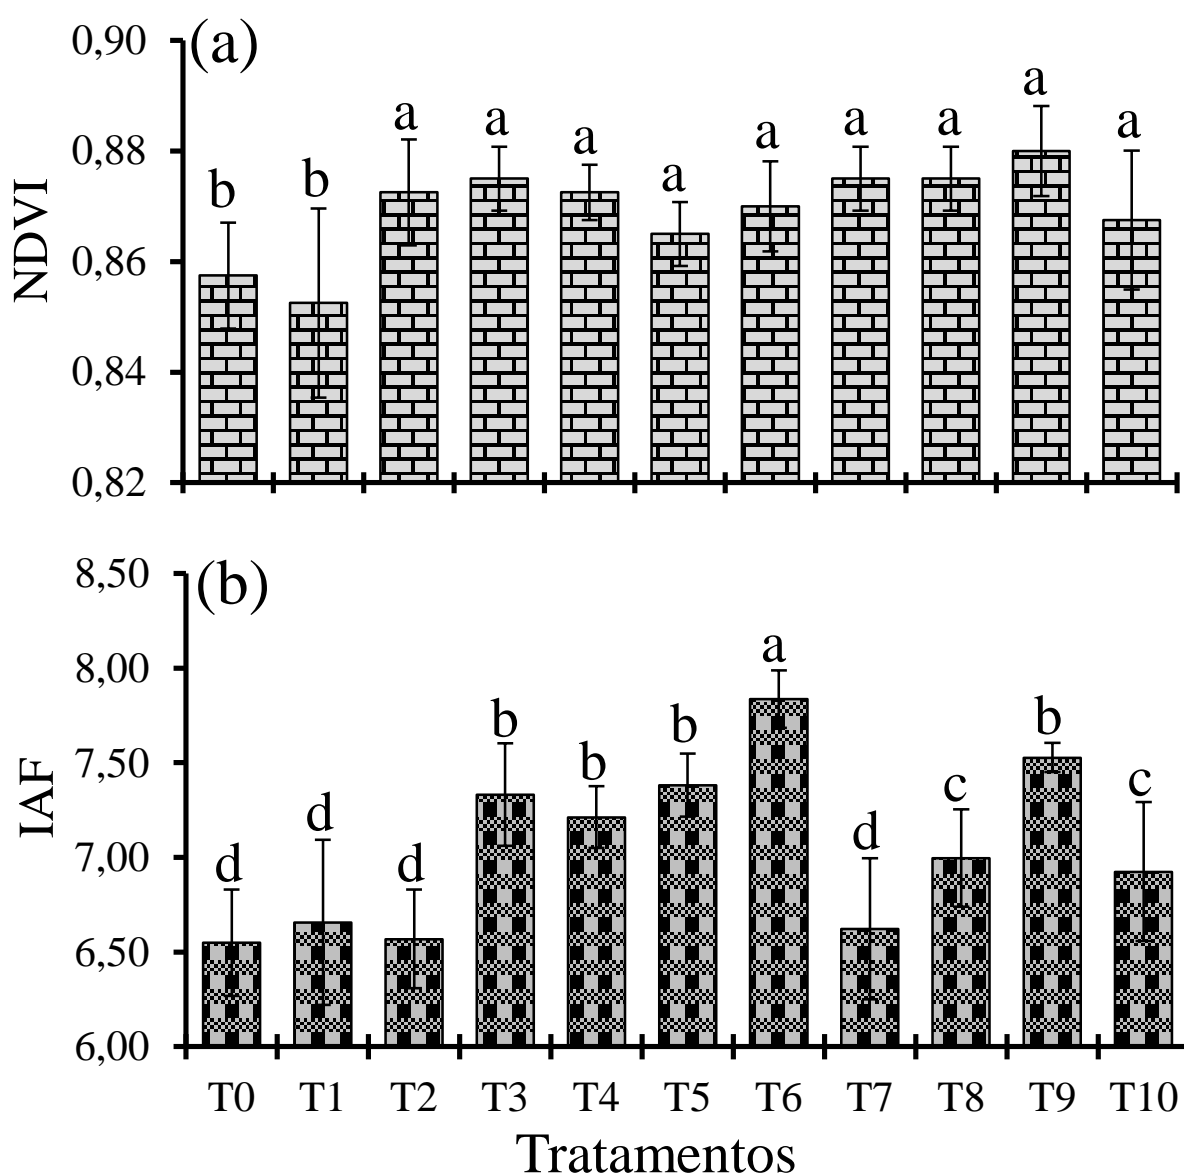 (a)
0,90
0,88
0,86
0,84
0,82
NDVI
b b a a a a a a a a a
(b)
8,50
8,00
7,50
7,00
6,50
6,00
IAF
d d d b b b a d c b c
T0 T1 T2 T3 T4 T5 T6 T7 T8 T9 T10
Tratamentos